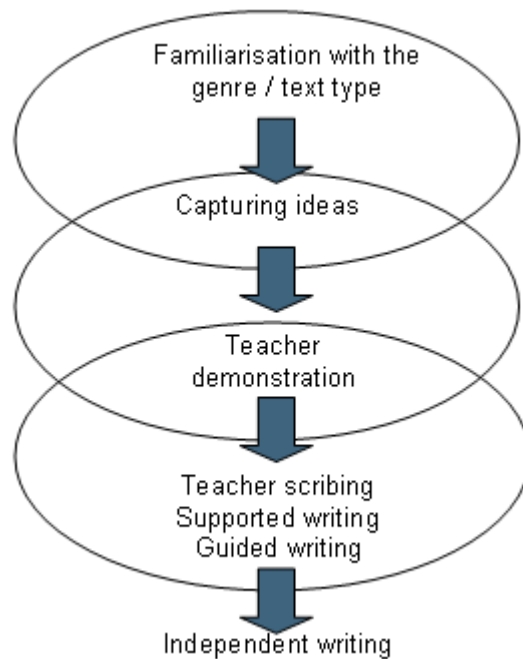 Familiarisation with the
genre / text type
Capturing ideas
Teacher
demonstration
Teacher scribing
Supported writing
Guided writing
Independent writing